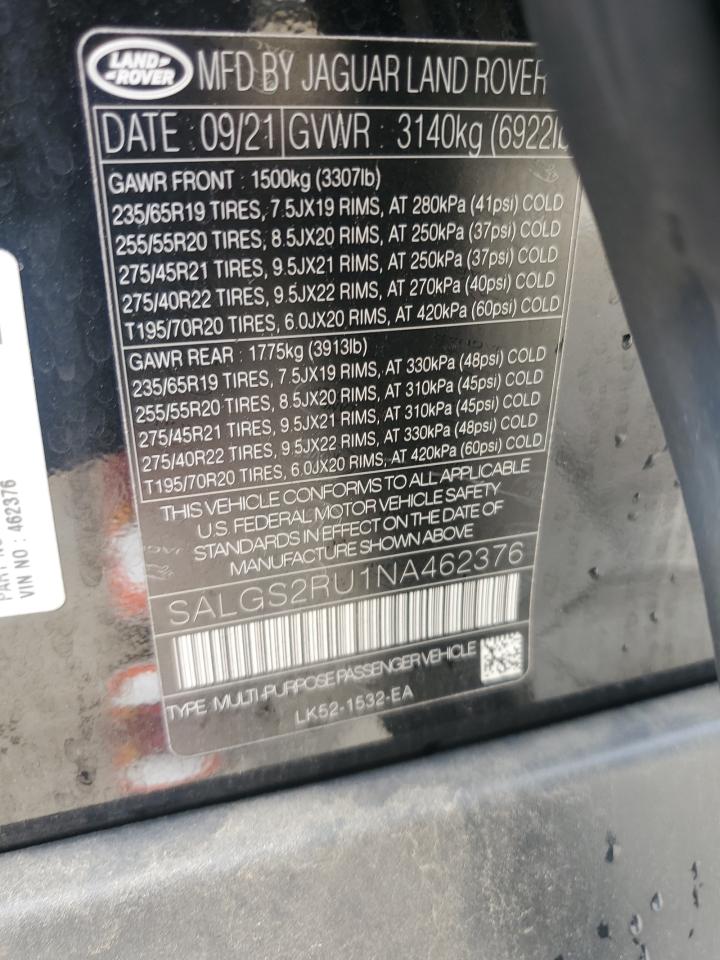 LAND ROVER
MFD BY JAGUAR LAND ROVER
DATE : 09/21 GVWR : 3140kg (6922lb
GAWR FRONT : 1500kg (3307lb)
235/65R19 TIRES, 7.5JX19 RIMS, AT 280kPa (41psi) COLD
255/55R20 TIRES, 8.5JX20 RIMS, AT 250kPa (37psi) COLD
275/45R21 TIRES, 9.5JX21 RIMS, AT 250kPa (37psi) COLD
275/40R22 TIRES, 9.5JX22 RIMS, AT 270kPa (40psi) COLD
T195/70R20 TIRES, 6.0JX20 RIMS, AT 420kPa (60psi) COLD
GAWR REAR : 1775kg (3913lb)
235/65R19 TIRES, 7.5JX19 RIMS, AT 330kPa (48psi) COLD
255/55R20 TIRES, 8.5JX20 RIMS, AT 310kPa (45psi) COLD
275/45R21 TIRES, 9.5JX21 RIMS, AT 310kPa (45psi) COLD
275/40R22 TIRES, 9.5JX22 RIMS, AT 330kPa (48psi) COLD
T195/70R20 TIRES, 6.0JX20 RIMS, AT 420kPa (60psi) COLD
THIS VEHICLE CONFORMS TO ALL APPLICABLE
U.S. FEDERAL MOTOR VEHICLE SAFETY
STANDARDS IN EFFECT ON THE DATE OF
MANUFACTURE SHOWN ABOVE
SALGS2RU1NA462376
TYPE: MULTI-PURPOSE PASSENGER VEHICLE
LK52-1532-EA
VIN NO : 462376